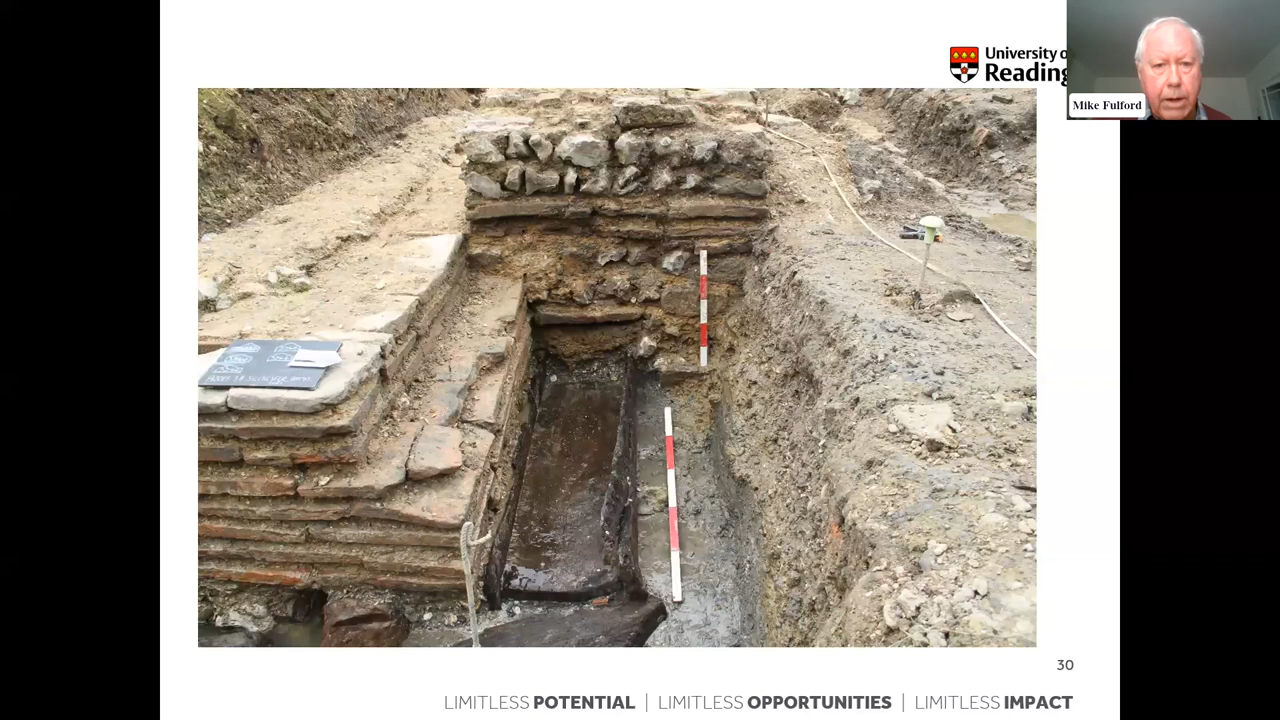 University of
Reading
Mike Fulford
30
LIMITLESS POTENTIAL | LIMITLESS OPPORTUNITIES | LIMITLESS IMPACT